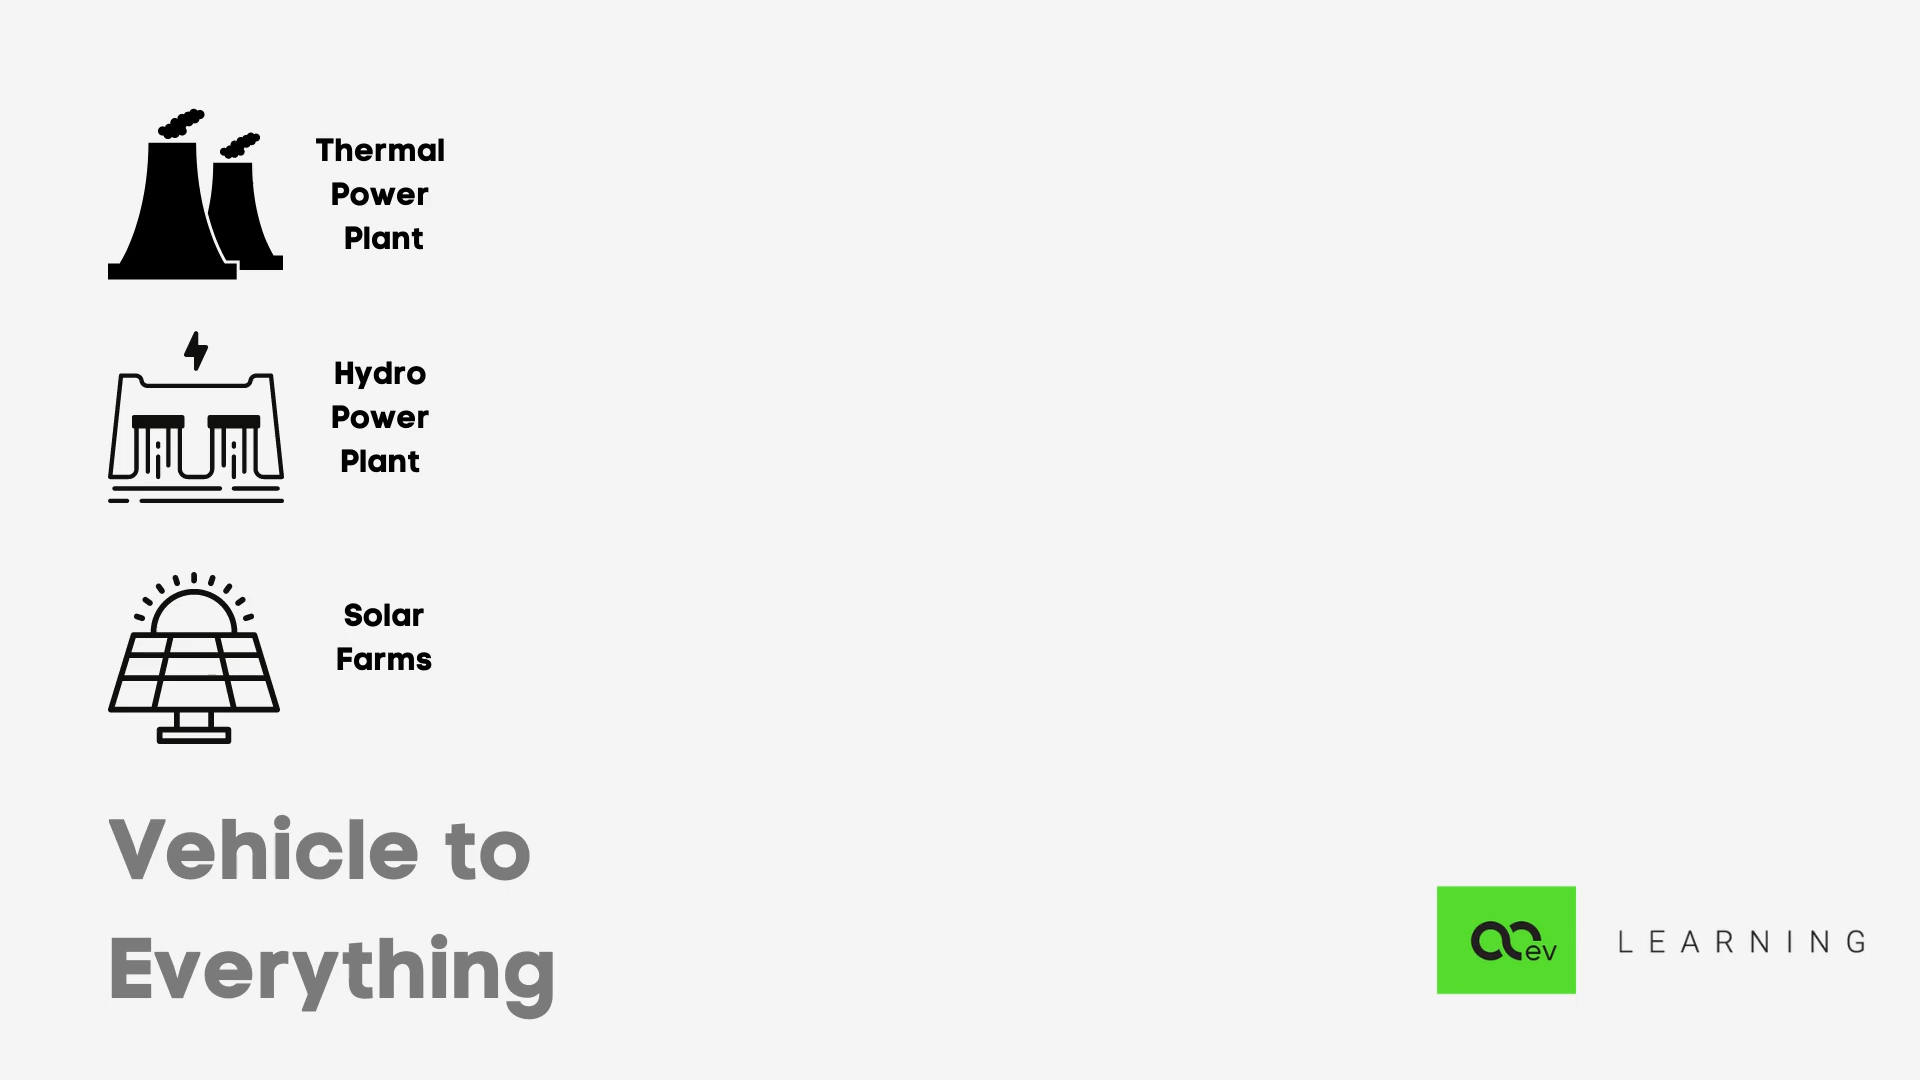 Thermal
Power
Plant
Hydro
Power
Plant
Solar
Farms
Vehicle to
Everything
ev
LEARNING